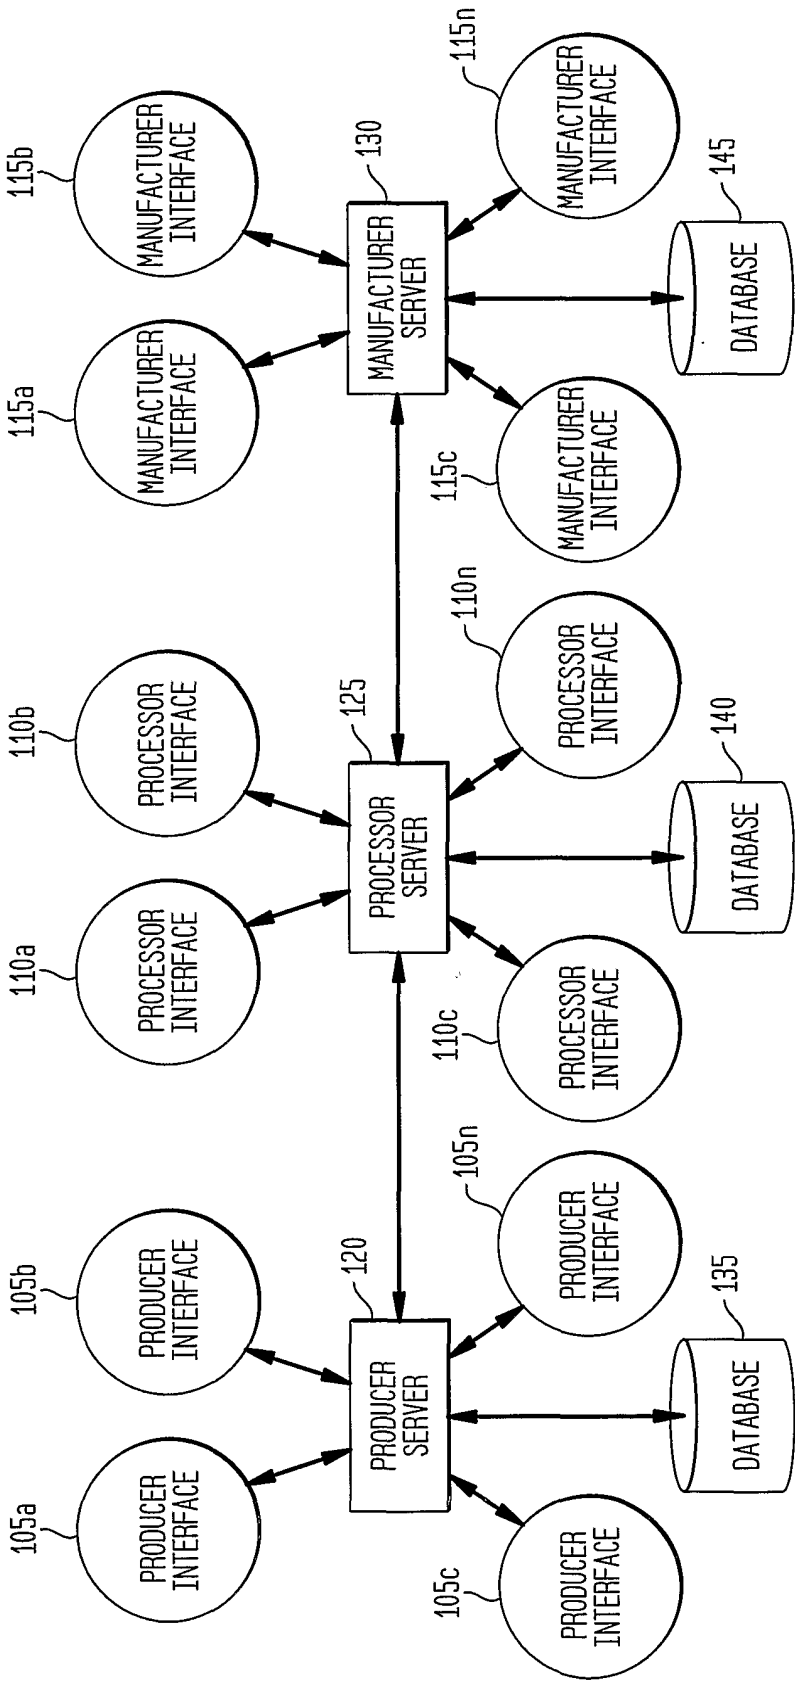 105a
PRODUCER
INTERFACE
105b
PRODUCER
INTERFACE
120
PRODUCER
SERVER
105c
PRODUCER
INTERFACE
105n
PRODUCER
INTERFACE
DATABASE
135
110a
PROCESSOR
INTERFACE
110b
PROCESSOR
INTERFACE
125
PROCESSOR
SERVER
110c
PROCESSOR
INTERFACE
110n
PROCESSOR
INTERFACE
DATABASE
140
115a
MANUFACTURER
INTERFACE
115b
MANUFACTURER
INTERFACE
130
MANUFACTURER
SERVER
115c
MANUFACTURER
INTERFACE
115n
MANUFACTURER
INTERFACE
DATABASE
145